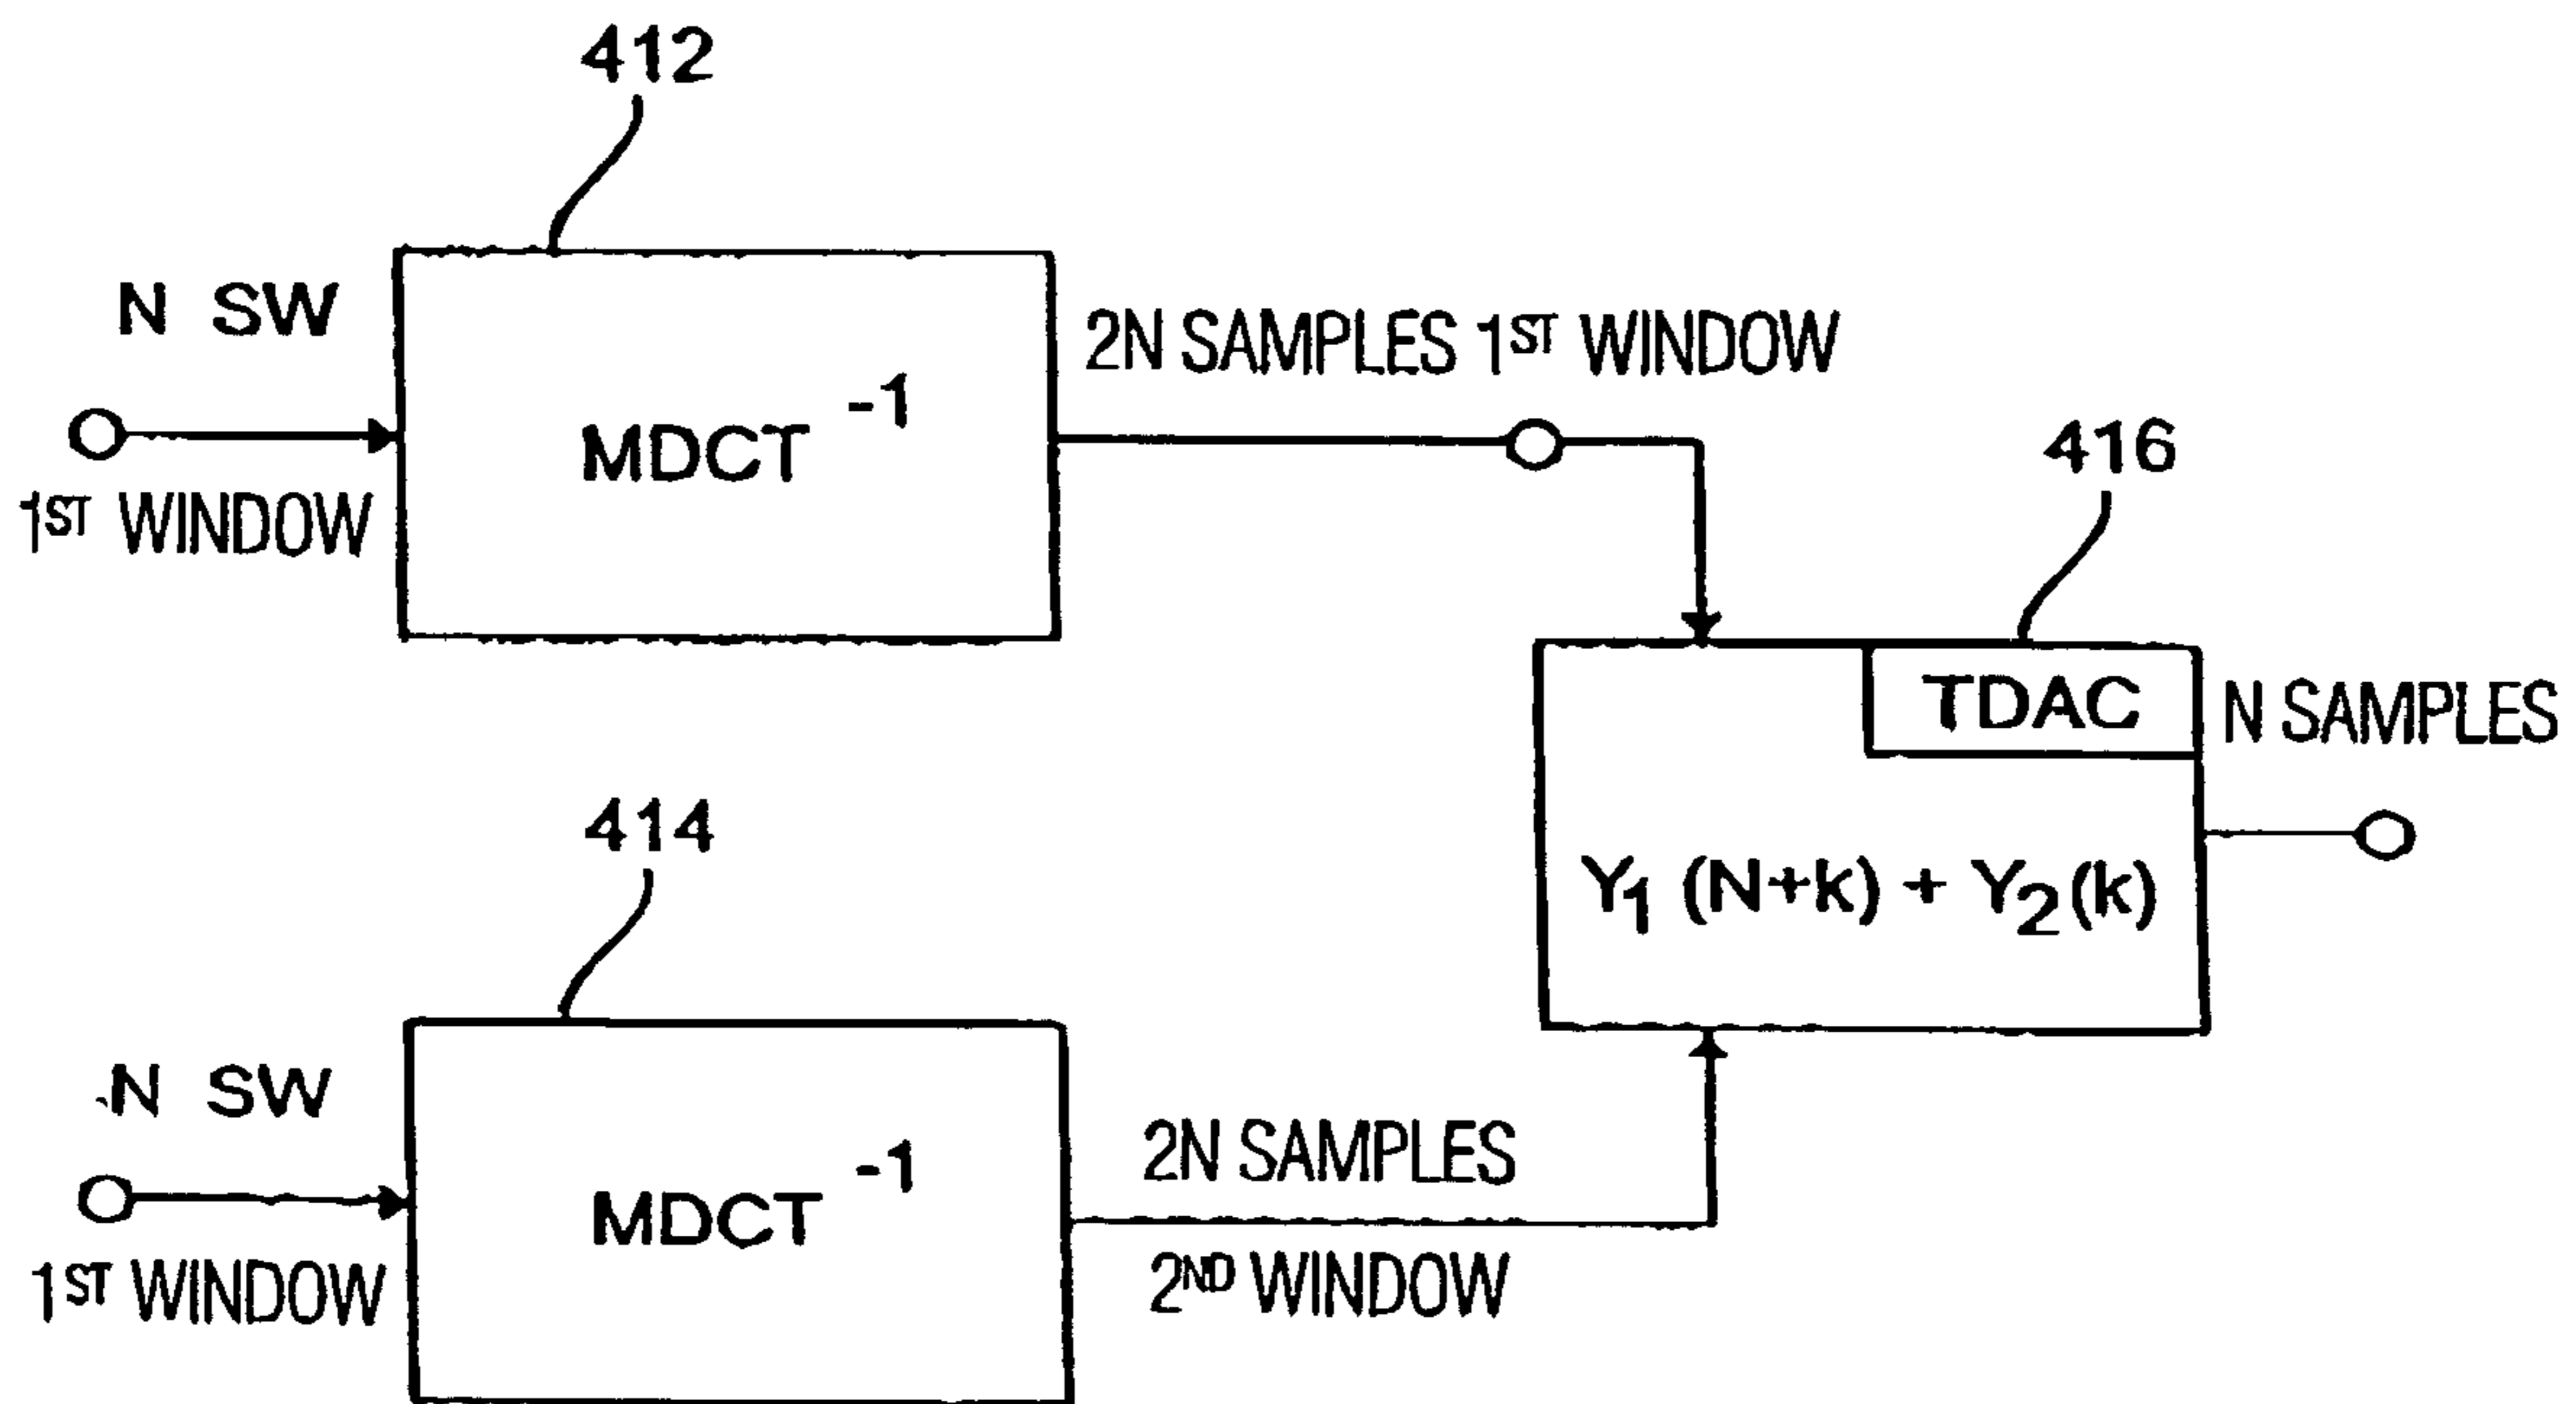 412
N SW
1ST WINDOW
MDCT-1
2N SAMPLES 1ST WINDOW
416
TDAC
N SAMPLES
Y1 (N+k) + Y2(k)
414
N SW
1ST WINDOW
MDCT-1
2N SAMPLES
2ND WINDOW